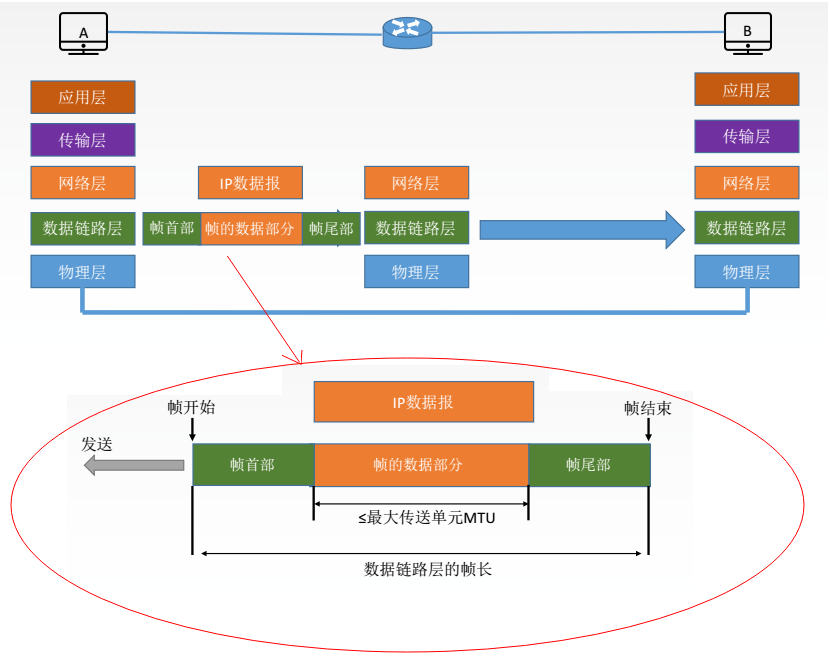 A
B
应用层
应用层
传输层
传输层
网络层
IP数据报
网络层
网络层
数据链路层
帧首部
帧的数据部分
帧尾部
数据链路层
数据链路层
物理层
物理层
物理层
IP数据报
帧开始
帧结束
发送
帧首部
帧的数据部分
帧尾部
≤最大传送单元MTU
数据链路层的帧长